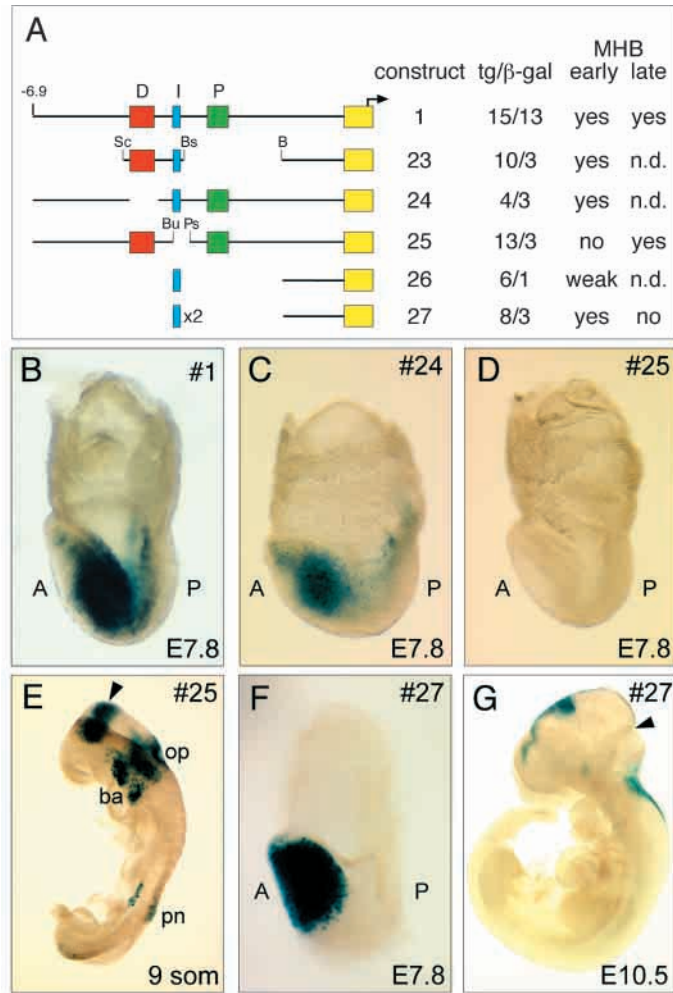 A
MHB
construct tg/β-gal early late
-6.9 D I P
1 15/13 yes yes
Sc Bs B
23 10/3 yes n.d.
24 4/3 yes n.d.
Bu Ps
25 13/3 no yes
26 6/1 weak n.d.
x2 27 8/3 yes no
B #1
A P
E7.8
C #24
A P
E7.8
D #25
A P
E7.8
E #25
op
ba
pn
9 som
F #27
A P
E7.8
G #27
E10.5